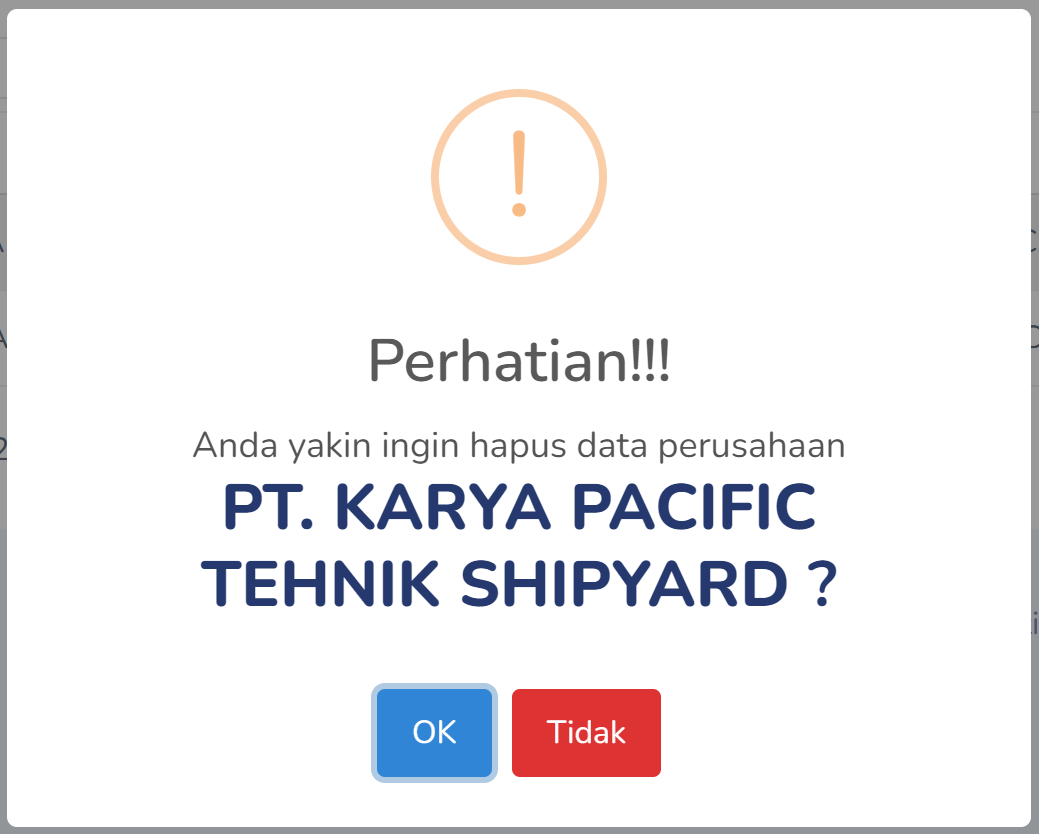 Perhatian!!!
Anda yakin ingin hapus data perusahaan
PT. KARYA PACIFIC
TEHNIK SHIPYARD ?
OK
Tidak